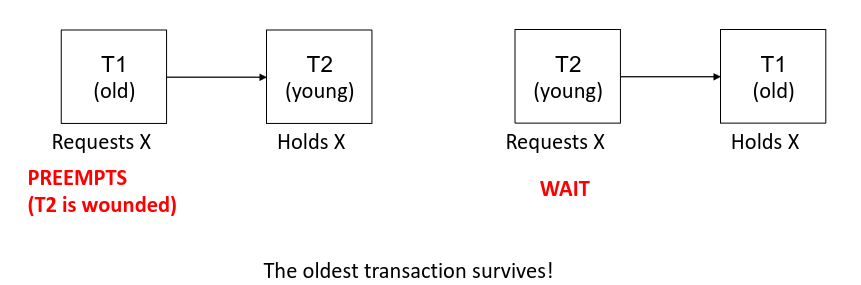 T1
(old)
Requests X
PREEMPTS
(T2 is wounded)
T2
(young)
Holds X
T2
(young)
Requests X
WAIT
T1
(old)
Holds X
The oldest transaction survives!